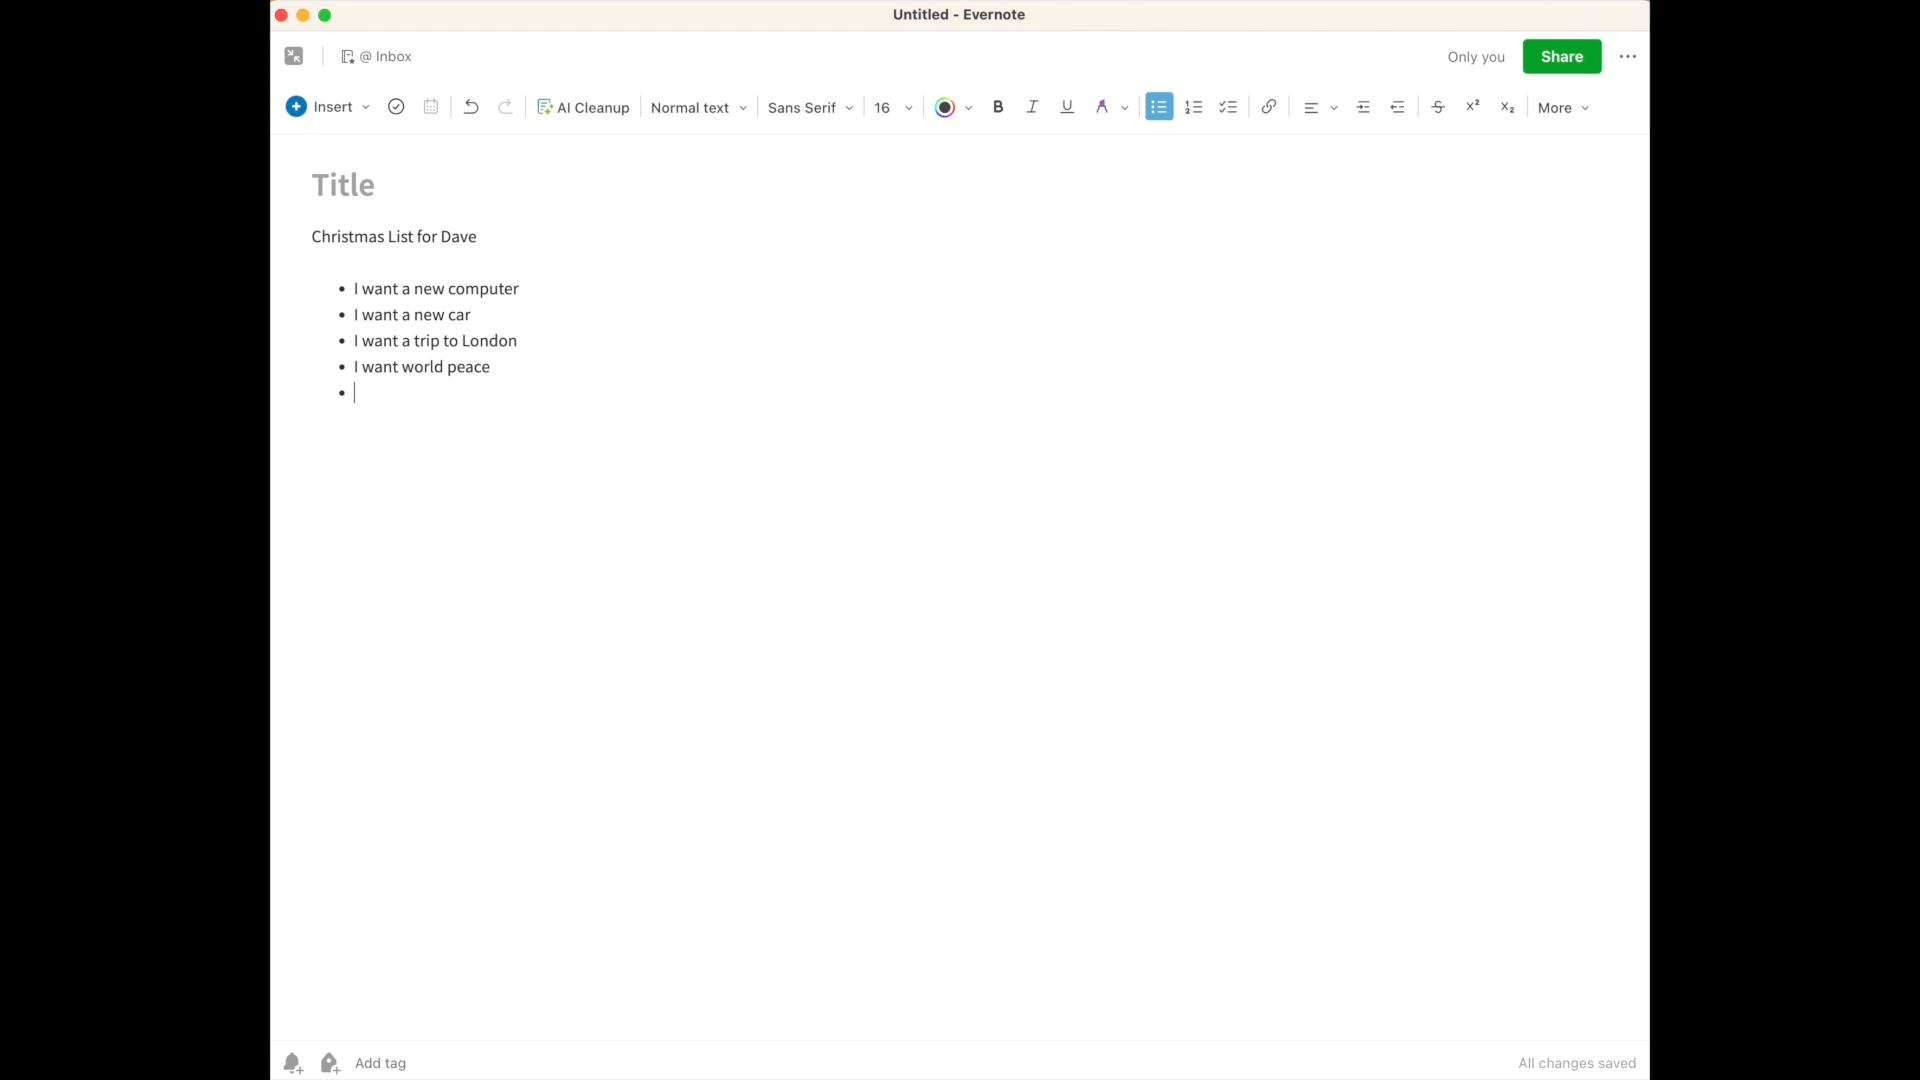 Untitled - Evernote
@ Inbox
Only you
Share
Insert
AI Cleanup
Normal text
Sans Serif
16
B
I
U
More
Title
Christmas List for Dave
• I want a new computer
• I want a new car
• I want a trip to London
• I want world peace
•
Add tag
All changes saved